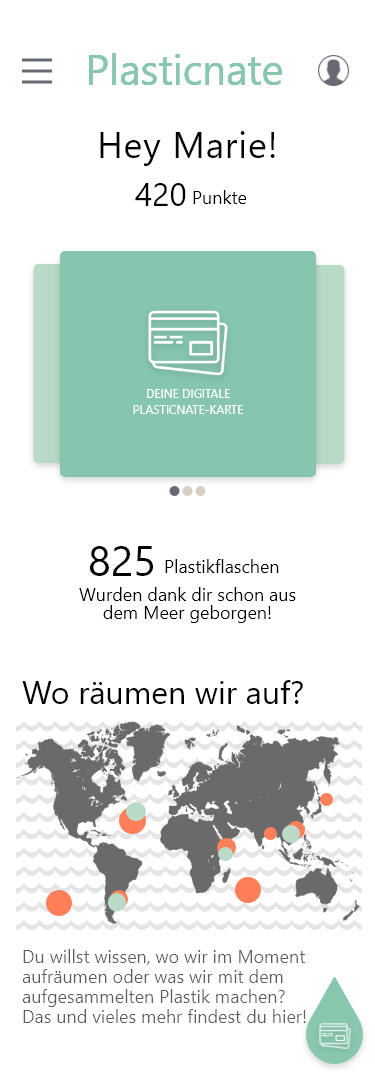 Plasticnate
Hey Marie!
420 Punkte
DEINE DIGITALE
PLASTICNATE-KARTE
825 Plastikflaschen
Wurden dank dir schon aus
dem Meer geborgen!
Wo räumen wir auf?
Du willst wissen, wo wir im Moment
aufräumen oder was wir mit dem
aufgesammelten Plastik machen?
Das und vieles mehr findest du hier!